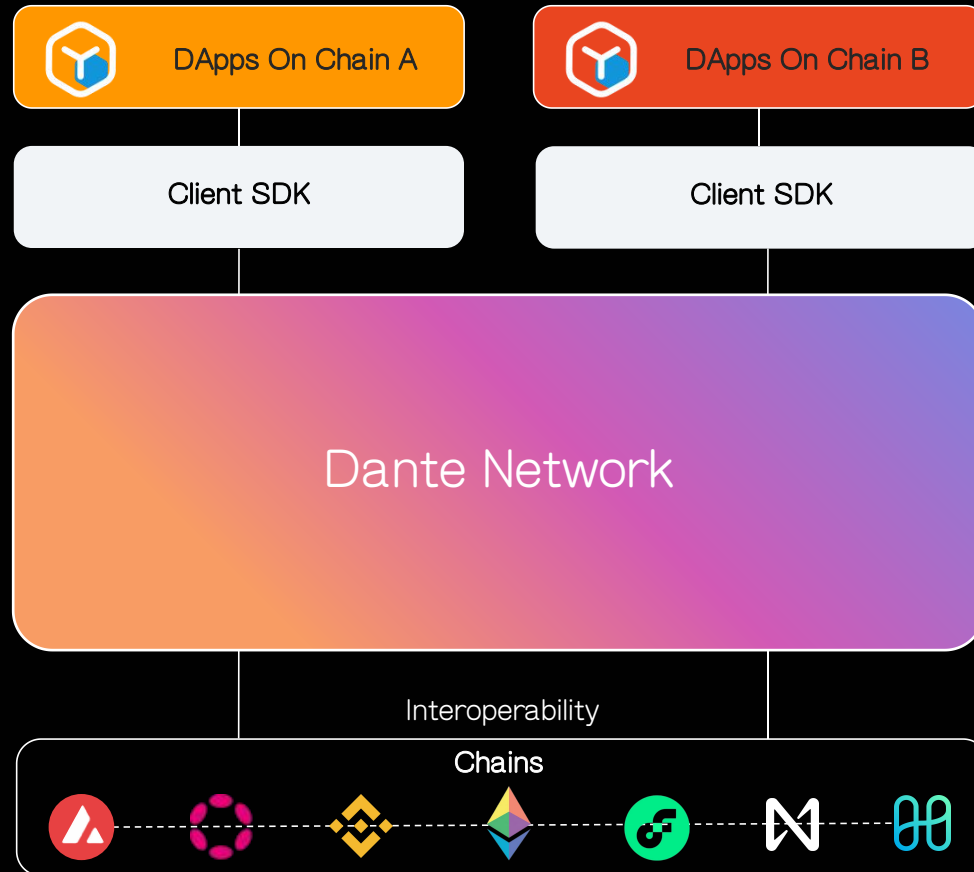 DApps On Chain A
DApps On Chain B
Client SDK
Client SDK
Dante Network
Interoperability
Chains